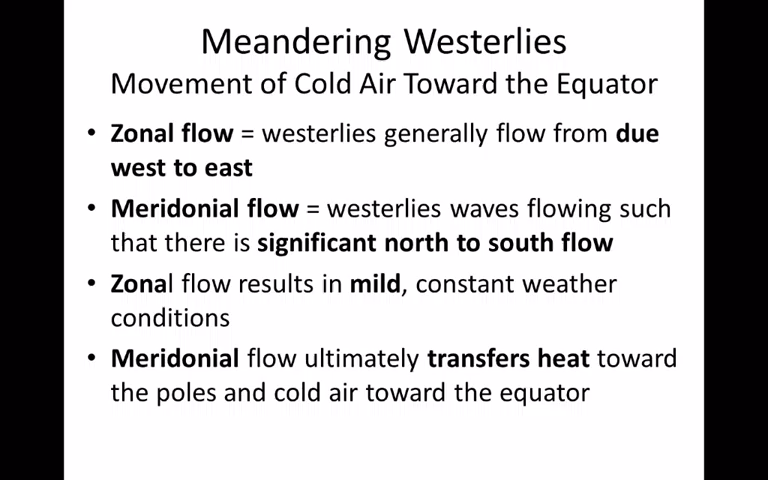 Meandering Westerlies
Movement of Cold Air Toward the Equator
• Zonal flow = westerlies generally flow from due
west to east
• Meridonial flow = westerlies waves flowing such
that there is significant north to south flow
• Zonal flow results in mild, constant weather
conditions
• Meridonial flow ultimately transfers heat toward
the poles and cold air toward the equator